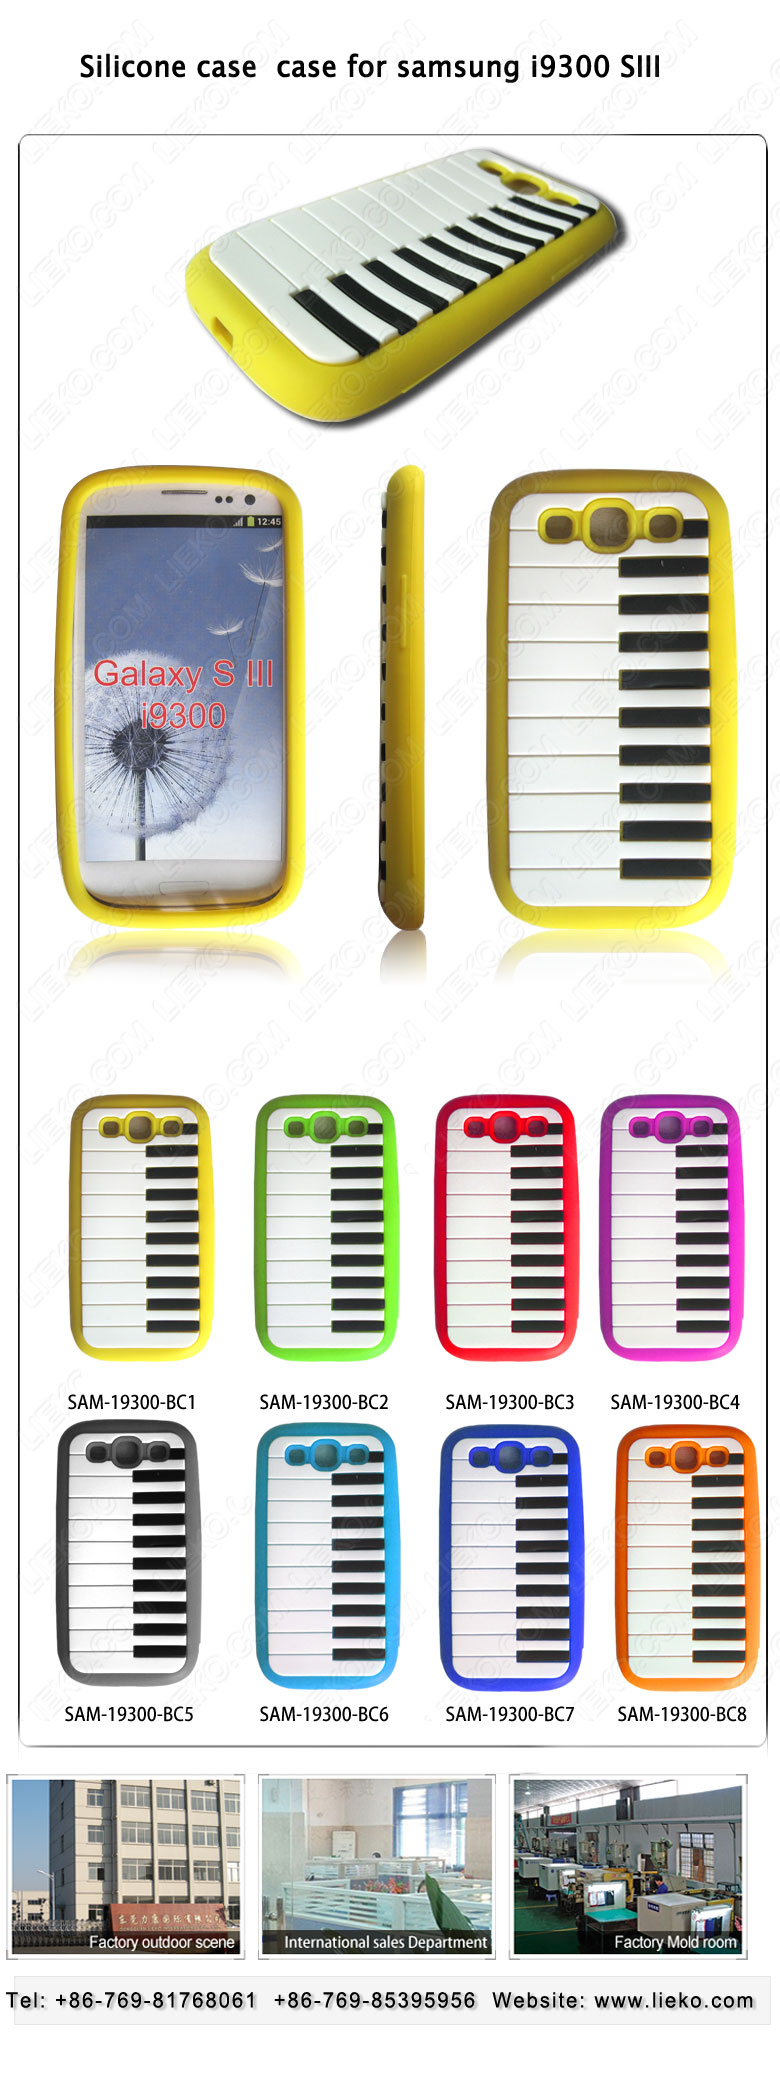 Silicone case  case for samsung i9300 SIII
12:45
Galaxy S III
i9300
SAM-19300-BC1
SAM-19300-BC2
SAM-19300-BC3
SAM-19300-BC4
SAM-19300-BC5
SAM-19300-BC6
SAM-19300-BC7
SAM-19300-BC8
Factory outdoor scene
International sales Department
Factory Mold room
Tel: +86-769-81768061  +86-769-85395956  Website: www.lieko.com
LIEKO.COM